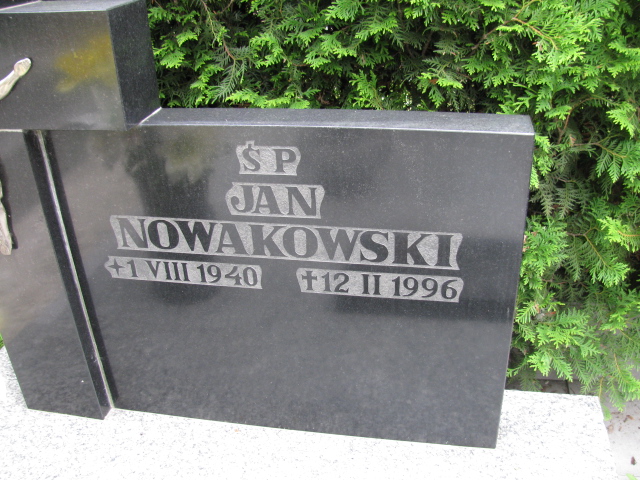 ŚP
JAN
NOWAKOWSKI
✦1 VIII 1940 ✝12 II 1996